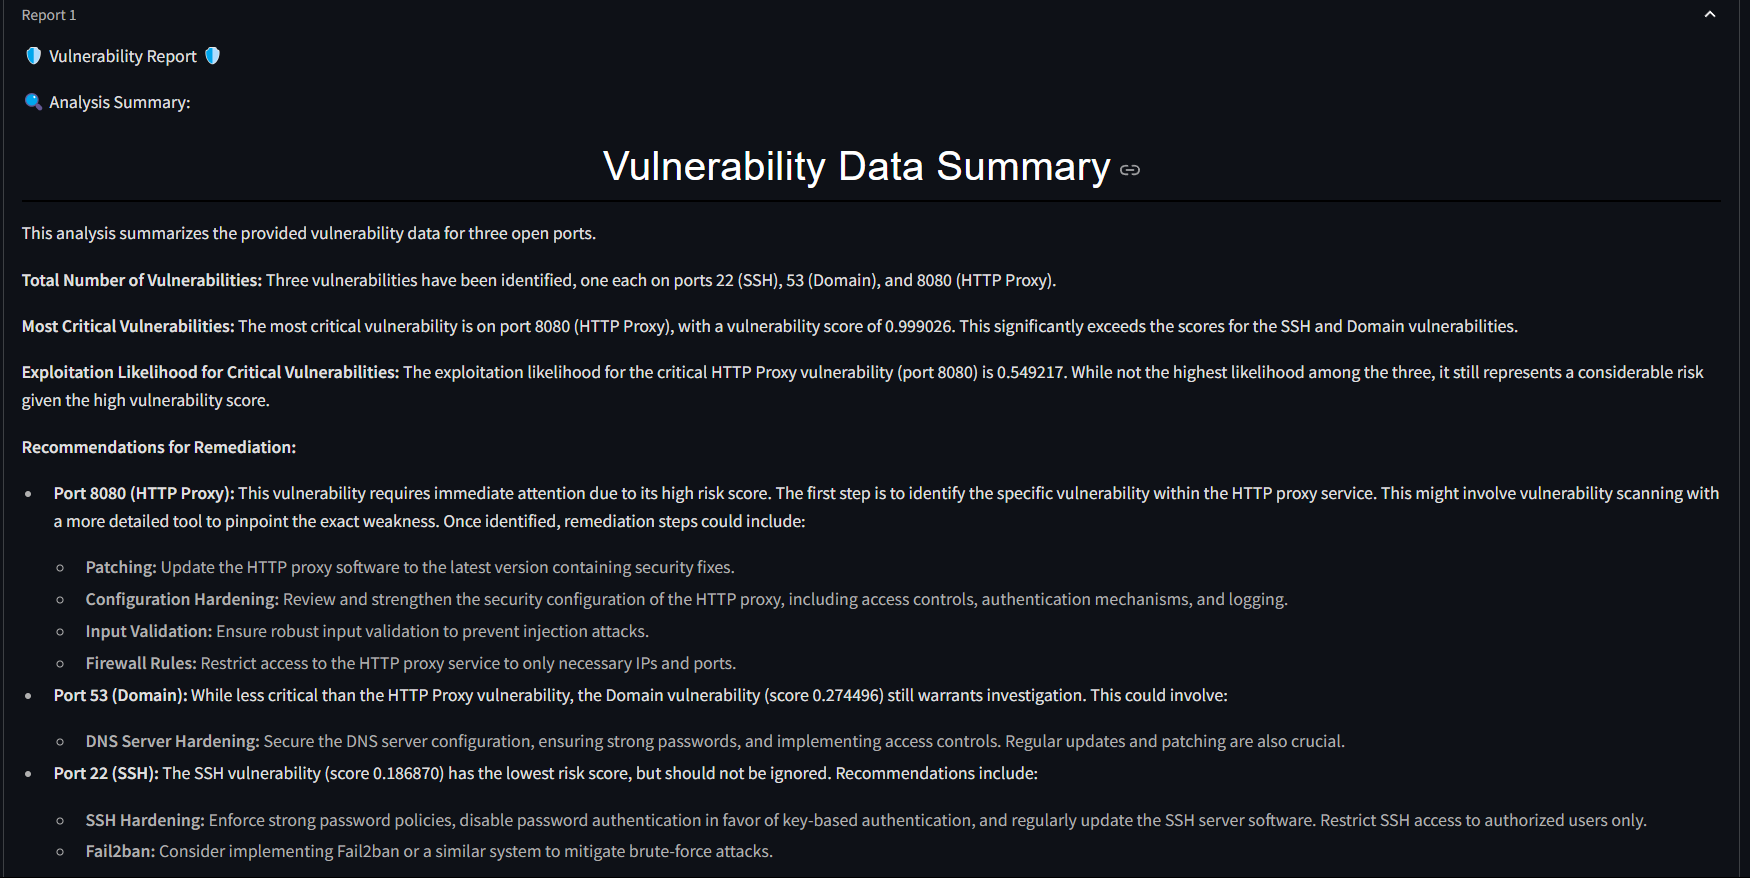 Report 1
Vulnerability Report
Analysis Summary:
Vulnerability Data Summary
This analysis summarizes the provided vulnerability data for three open ports.
Total Number of Vulnerabilities: Three vulnerabilities have been identified, one each on ports 22 (SSH), 53 (Domain), and 8080 (HTTP Proxy).
Most Critical Vulnerabilities: The most critical vulnerability is on port 8080 (HTTP Proxy), with a vulnerability score of 0.999026. This significantly exceeds the scores for the SSH and Domain vulnerabilities.
Exploitation Likelihood for Critical Vulnerabilities: The exploitation likelihood for the critical HTTP Proxy vulnerability (port 8080) is 0.549217. While not the highest likelihood among the three, it still represents a considerable risk
given the high vulnerability score.
Recommendations for Remediation:
Port 8080 (HTTP Proxy): This vulnerability requires immediate attention due to its high risk score. The first step is to identify the specific vulnerability within the HTTP proxy service. This might involve vulnerability scanning with
a more detailed tool to pinpoint the exact weakness. Once identified, remediation steps could include:
Patching: Update the HTTP proxy software to the latest version containing security fixes.
Configuration Hardening: Review and strengthen the security configuration of the HTTP proxy, including access controls, authentication mechanisms, and logging.
Input Validation: Ensure robust input validation to prevent injection attacks.
Firewall Rules: Restrict access to the HTTP proxy service to only necessary IPs and ports.
Port 53 (Domain): While less critical than the HTTP Proxy vulnerability, the Domain vulnerability (score 0.274496) still warrants investigation. This could involve:
DNS Server Hardening: Secure the DNS server configuration, ensuring strong passwords, and implementing access controls. Regular updates and patching are also crucial.
Port 22 (SSH): The SSH vulnerability (score 0.186870) has the lowest risk score, but should not be ignored. Recommendations include:
SSH Hardening: Enforce strong password policies, disable password authentication in favor of key-based authentication, and regularly update the SSH server software. Restrict SSH access to authorized users only.
Fail2ban: Consider implementing Fail2ban or a similar system to mitigate brute-force attacks.